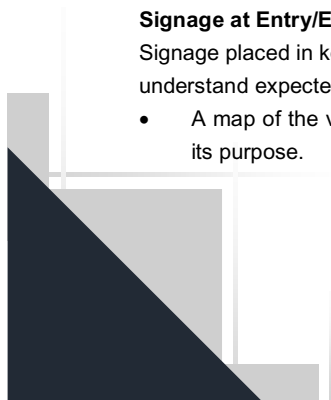 Signage at Entry/E
Signage placed in k
understand expecte
• A map of the v
its purpose.